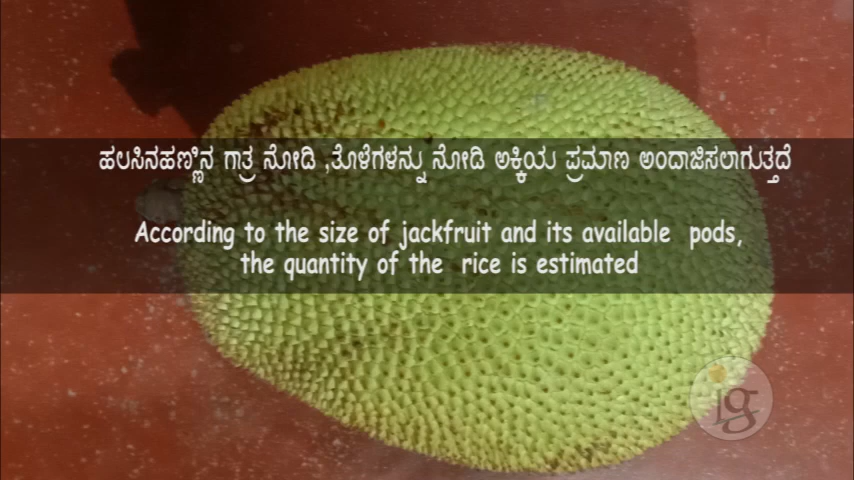 ಹಲಸಿನಹಣ್ಣಿನ ಗಾತ್ರ ನೋಡಿ ,ತೊಳೆಗಳನ್ನು ನೋಡಿ ಅಕ್ಕಿಯ ಪ್ರಮಾಣ ಅಂದಾಜಿಸಲಾಗುತ್ತದೆ
According to the size of jackfruit and its available pods,
the quantity of the rice is estimated
ig